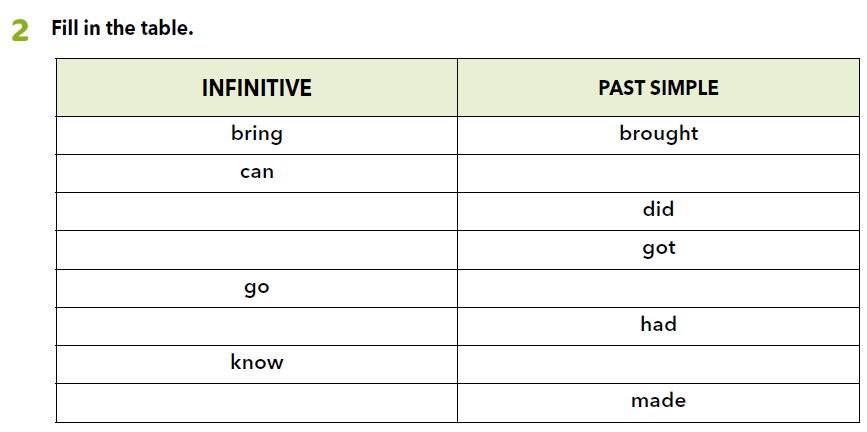 2 Fill in the table.
INFINITIVE PAST SIMPLE
bring brought
can
did
got
go
had
know
made